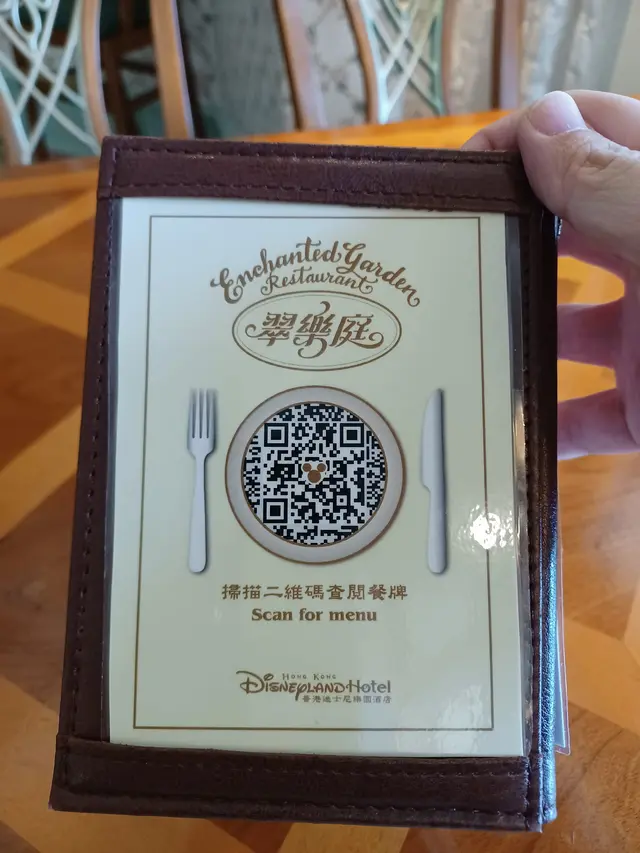 Enchanted Garden
Restaurant
翠樂庭
掃描二維碼查閱餐牌
Scan for menu
HONG KONG
DISNEYLAND Hotel
香港迪士尼樂園酒店